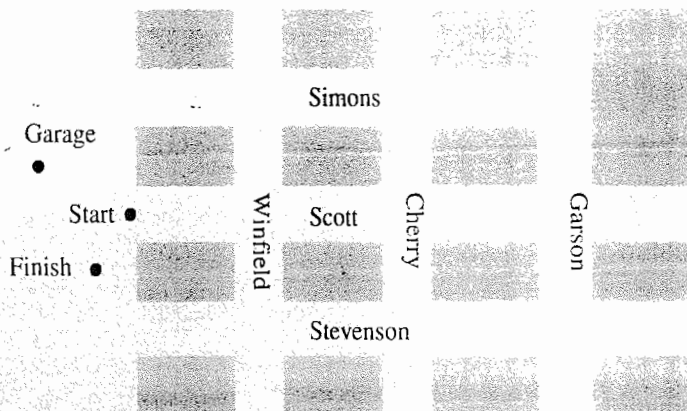 Simons
Garage
Start
Winfield
Scott
Cherry
Garson
Finish
Stevenson